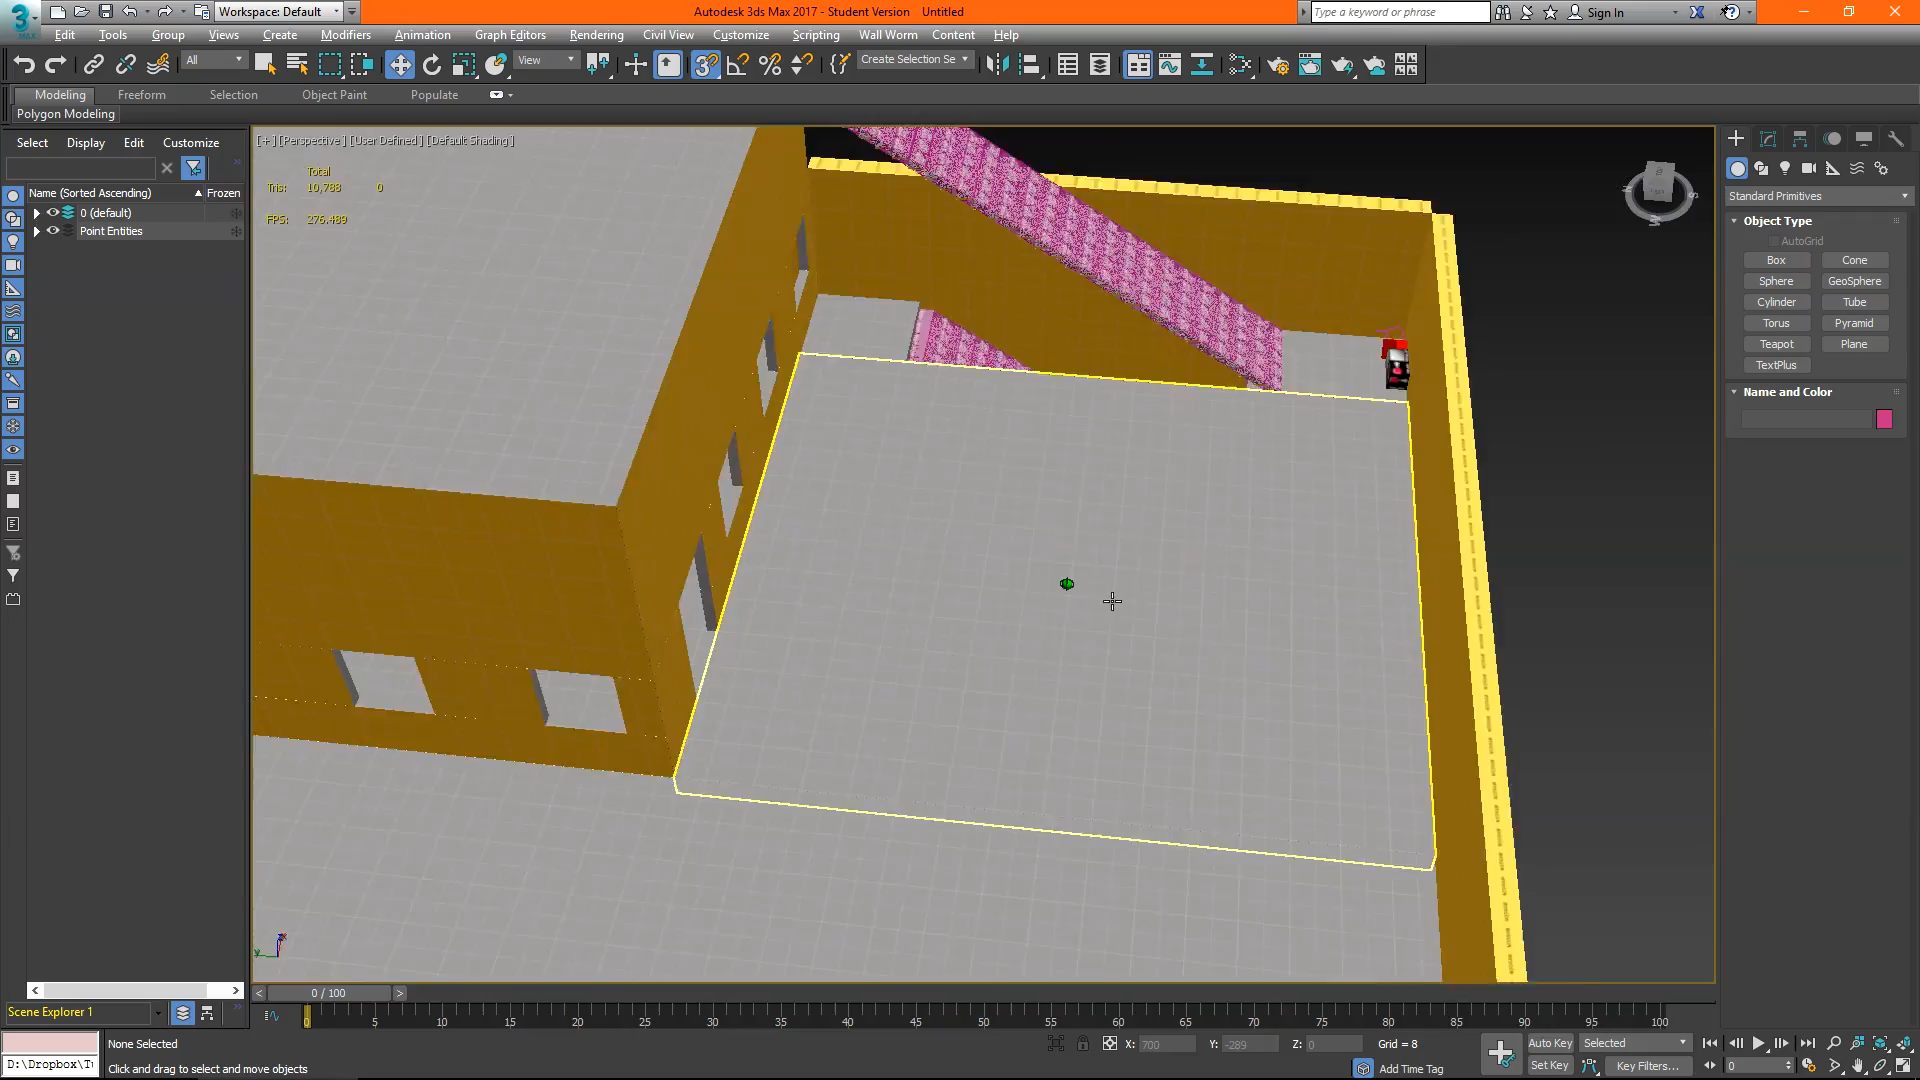 3
MAX
Workspace: Default
Autodesk 3ds Max 2017 - Student Version    Untitled
Type a keyword or phrase
Sign In
Edit Tools Group Views Create Modifiers Animation Graph Editors Rendering Civil View Customize Scripting Wall Worm Content Help
All
View
Create Selection Se
Modeling Freeform Selection Object Paint Populate
Polygon Modeling
Select Display Edit Customize
Name (Sorted Ascending) Frozen
0 (default)
Point Entities
[ + ] [Perspective ] [User Defined ] [Default Shading ]
Total
Tris: 10,788 0
FPS: 276.489
Standard Primitives
Object Type
AutoGrid
Box Cone
Sphere GeoSphere
Cylinder Tube
Torus Pyramid
Teapot Plane
TextPlus
Name and Color
0 / 100
0 5 10 15 20 25 30 35 40 45 50 55 60 65 70 75 80 85 90 95 100
Scene Explorer 1
None Selected
X: 700 Y: -289 Z: 0 Grid = 8
Auto Key Selected
D:\Dropbox\T
Click and drag to select and move objects
Add Time Tag
Set Key Key Filters...
0